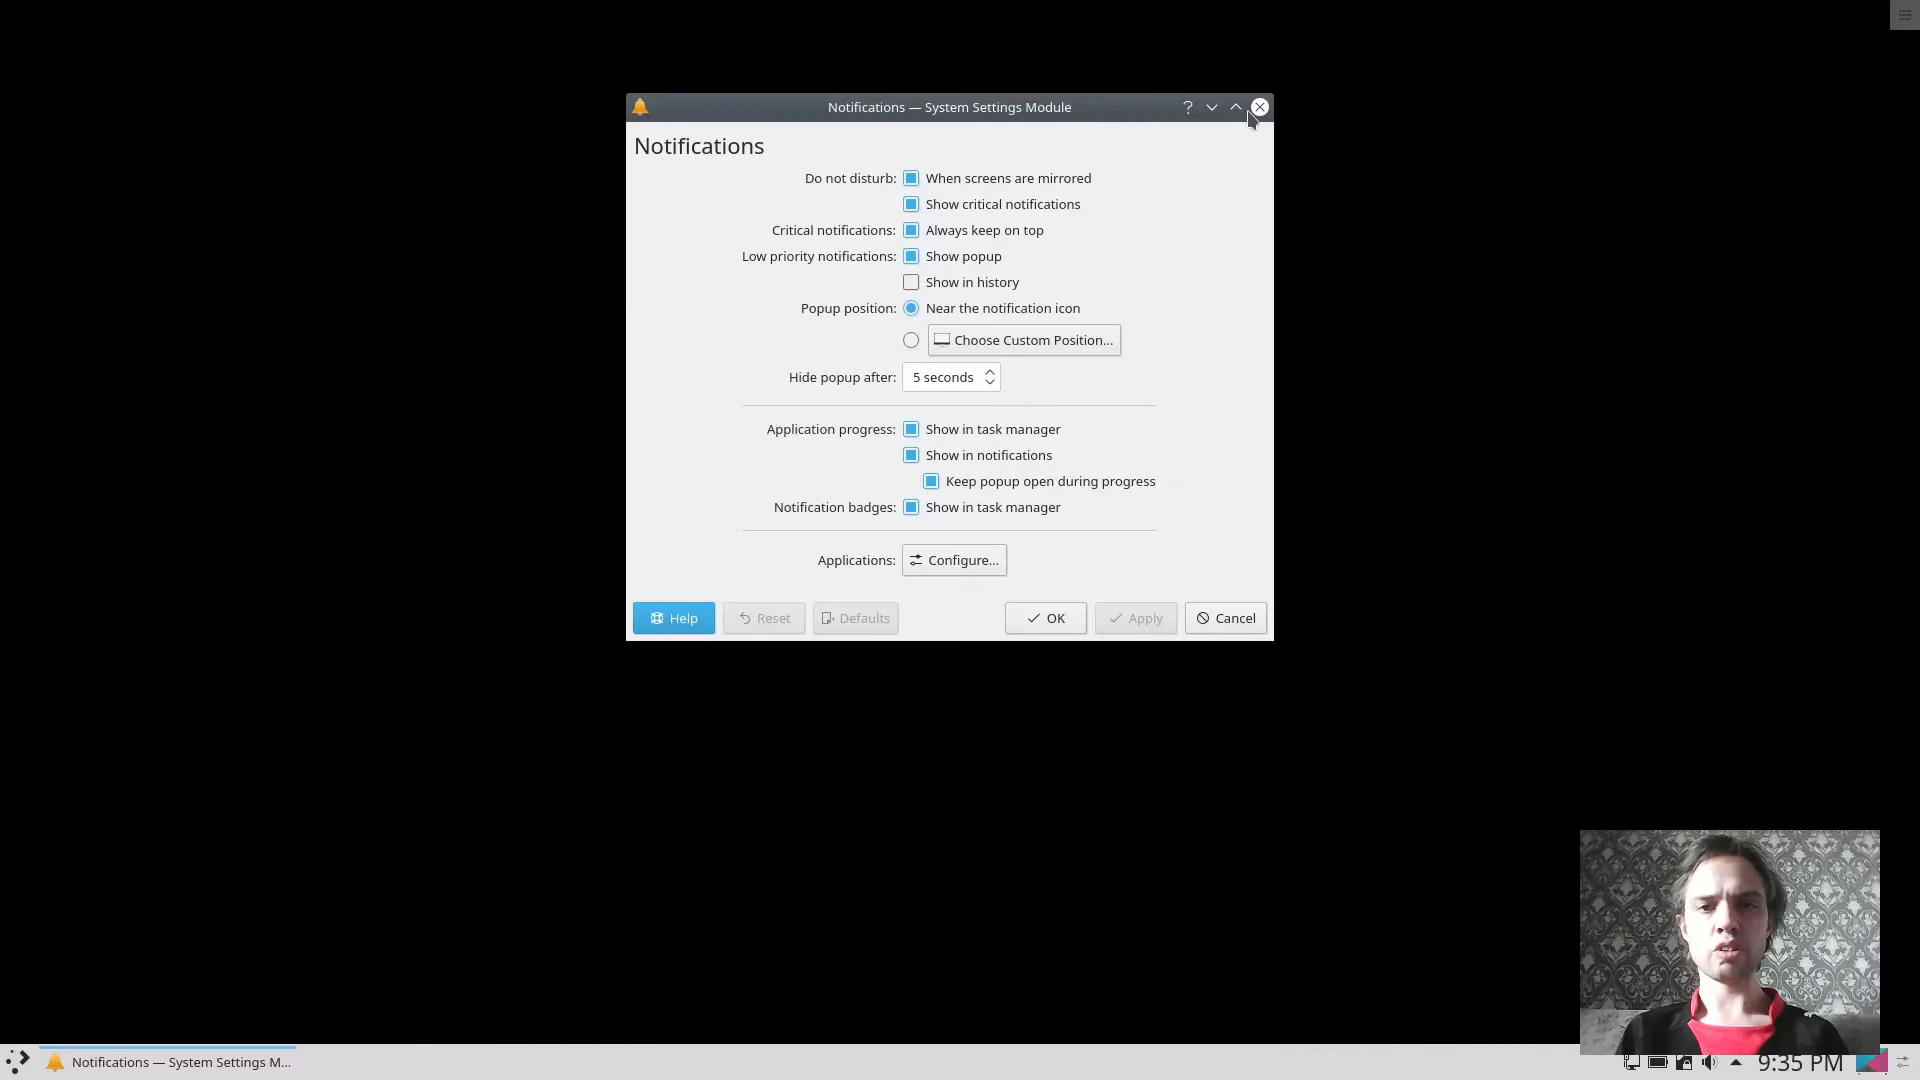 Notifications — System Settings Module
Notifications
Do not disturb: When screens are mirrored
Show critical notifications
Critical notifications: Always keep on top
Low priority notifications: Show popup
Show in history
Popup position: Near the notification icon
Choose Custom Position...
Hide popup after: 5 seconds
Application progress: Show in task manager
Show in notifications
Keep popup open during progress
Notification badges: Show in task manager
Applications: Configure...
Help Reset Defaults OK Apply Cancel
Notifications — System Settings M... 9:35 PM